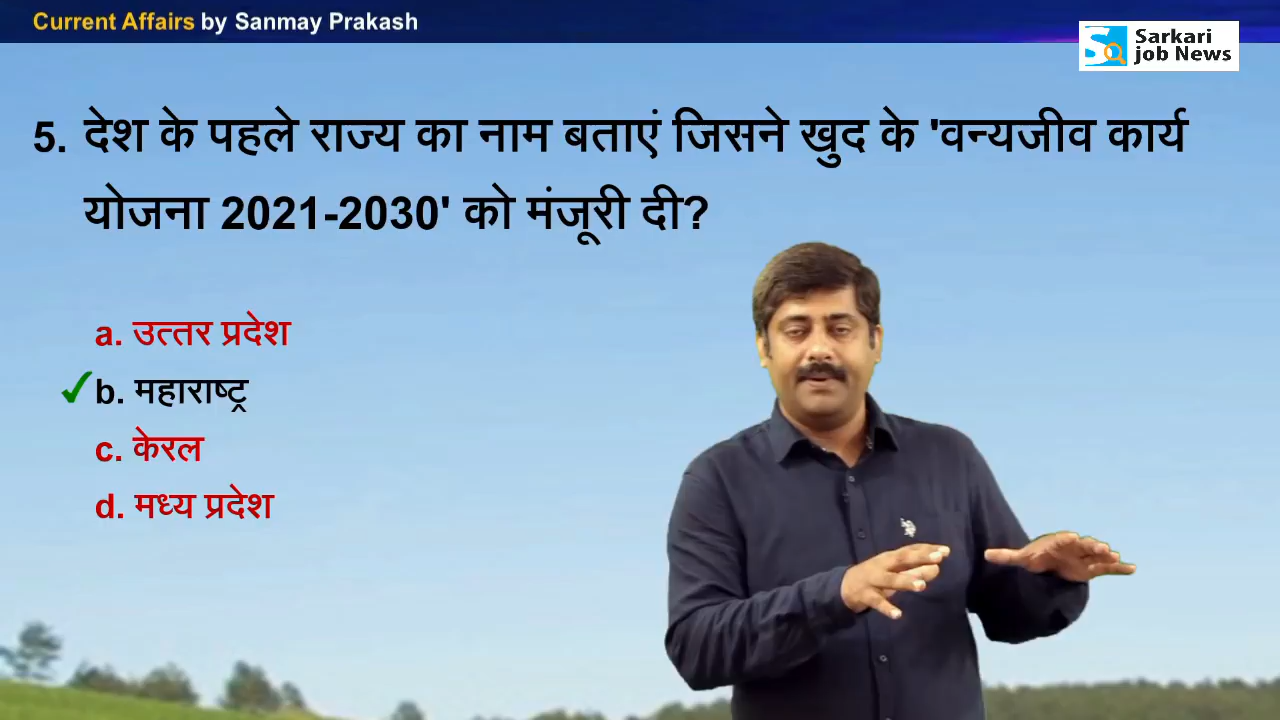 Current Affairs by Sanmay Prakash
Sarkari
Job News
5. देश के पहले राज्य का नाम बताएं जिसने खुद के 'वन्यजीव कार्य
योजना 2021-2030' को मंजूरी दी?
a. उत्तर प्रदेश
✓b. महाराष्ट्र
c. केरल
d. मध्य प्रदेश